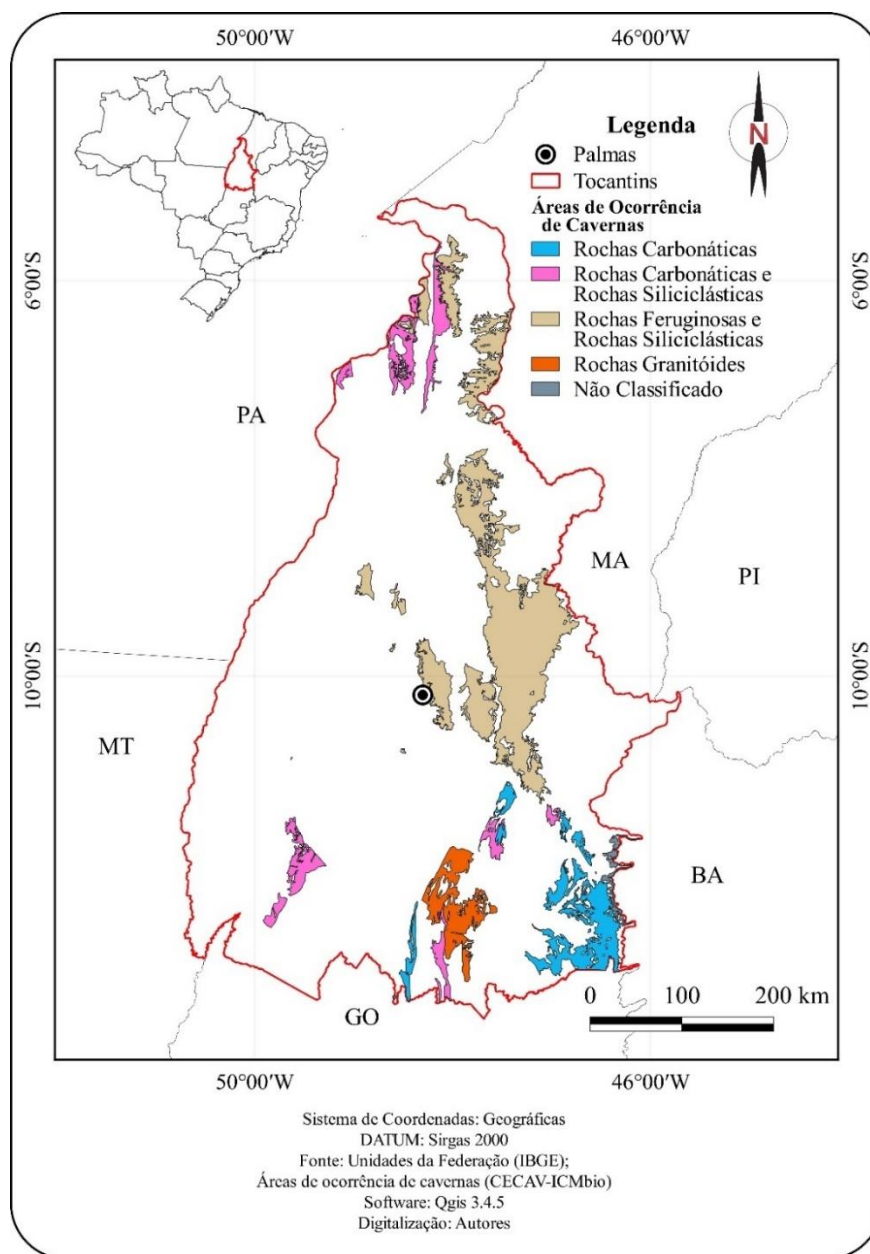 50°00'W
46°00'W
N
Legenda
Palmas
Tocantins
Áreas de Ocorrência
de Cavernas
Rochas Carbonáticas
Rochas Carbonáticas e
Rochas Siliciclásticas
Rochas Feruginosas e
Rochas Siliciclásticas
Rochas Granitóides
Não Classificado
6°00'S
6°00'S
PA
MA
PI
10°00'S
10°00'S
MT
BA
GO
0 100 200 km
50°00'W
46°00'W
Sistema de Coordenadas: Geográficas
DATUM: Sirgas 2000
Fonte: Unidades da Federação (IBGE);
Áreas de ocorrência de cavernas (CECAV-ICMbio)
Software: Qgis 3.4.5
Digitalização: Autores